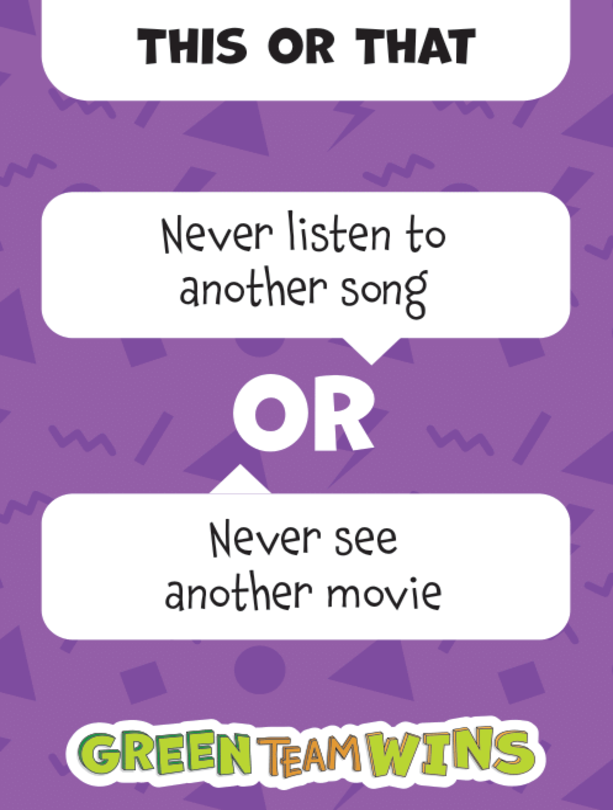 THIS OR THAT
Never listen to
another song
OR
Never see
another movie
GREEN TEAM WINS